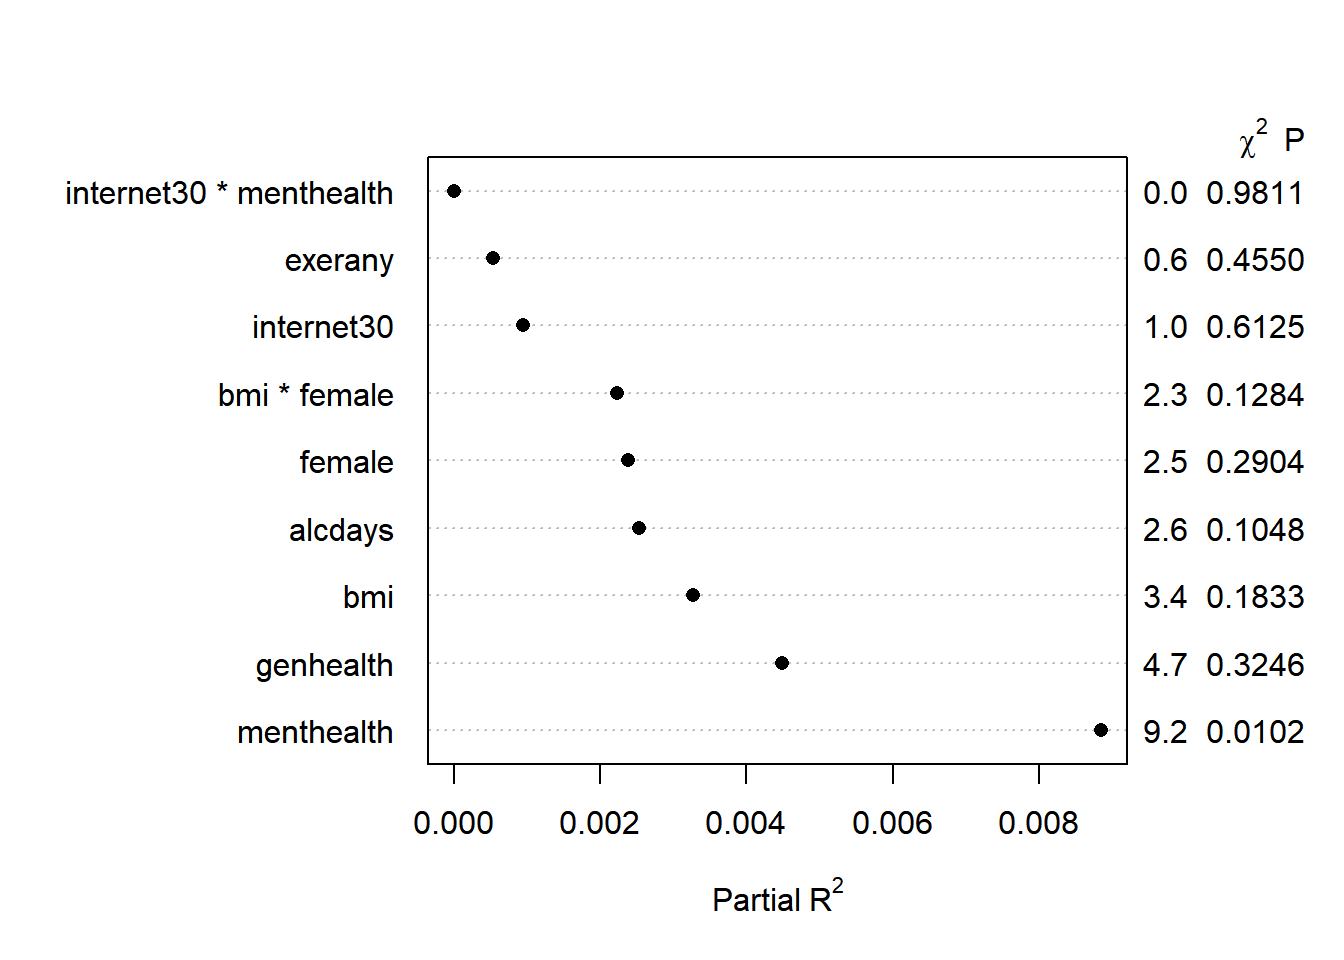 χ² P
internet30 * menthealth 0.0 0.9811
exerany 0.6 0.4550
internet30 1.0 0.6125
bmi * female 2.3 0.1284
female 2.5 0.2904
alcdays 2.6 0.1048
bmi 3.4 0.1833
genhealth 4.7 0.3246
menthealth 9.2 0.0102
0.000 0.002 0.004 0.006 0.008
Partial R²